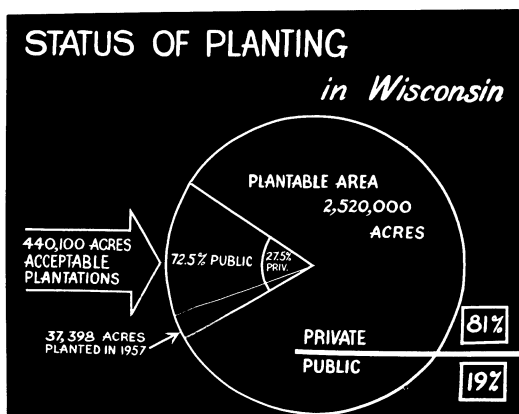 STATUS OF PLANTING
in Wisconsin
PLANTABLE AREA
2,520,000
ACRES
440,100 ACRES
ACCEPTABLE
PLANTATIONS
72.5% PUBLIC
27.5%
PRIV.
37,398 ACRES
PLANTED IN 1957
PRIVATE
81%
PUBLIC
19%